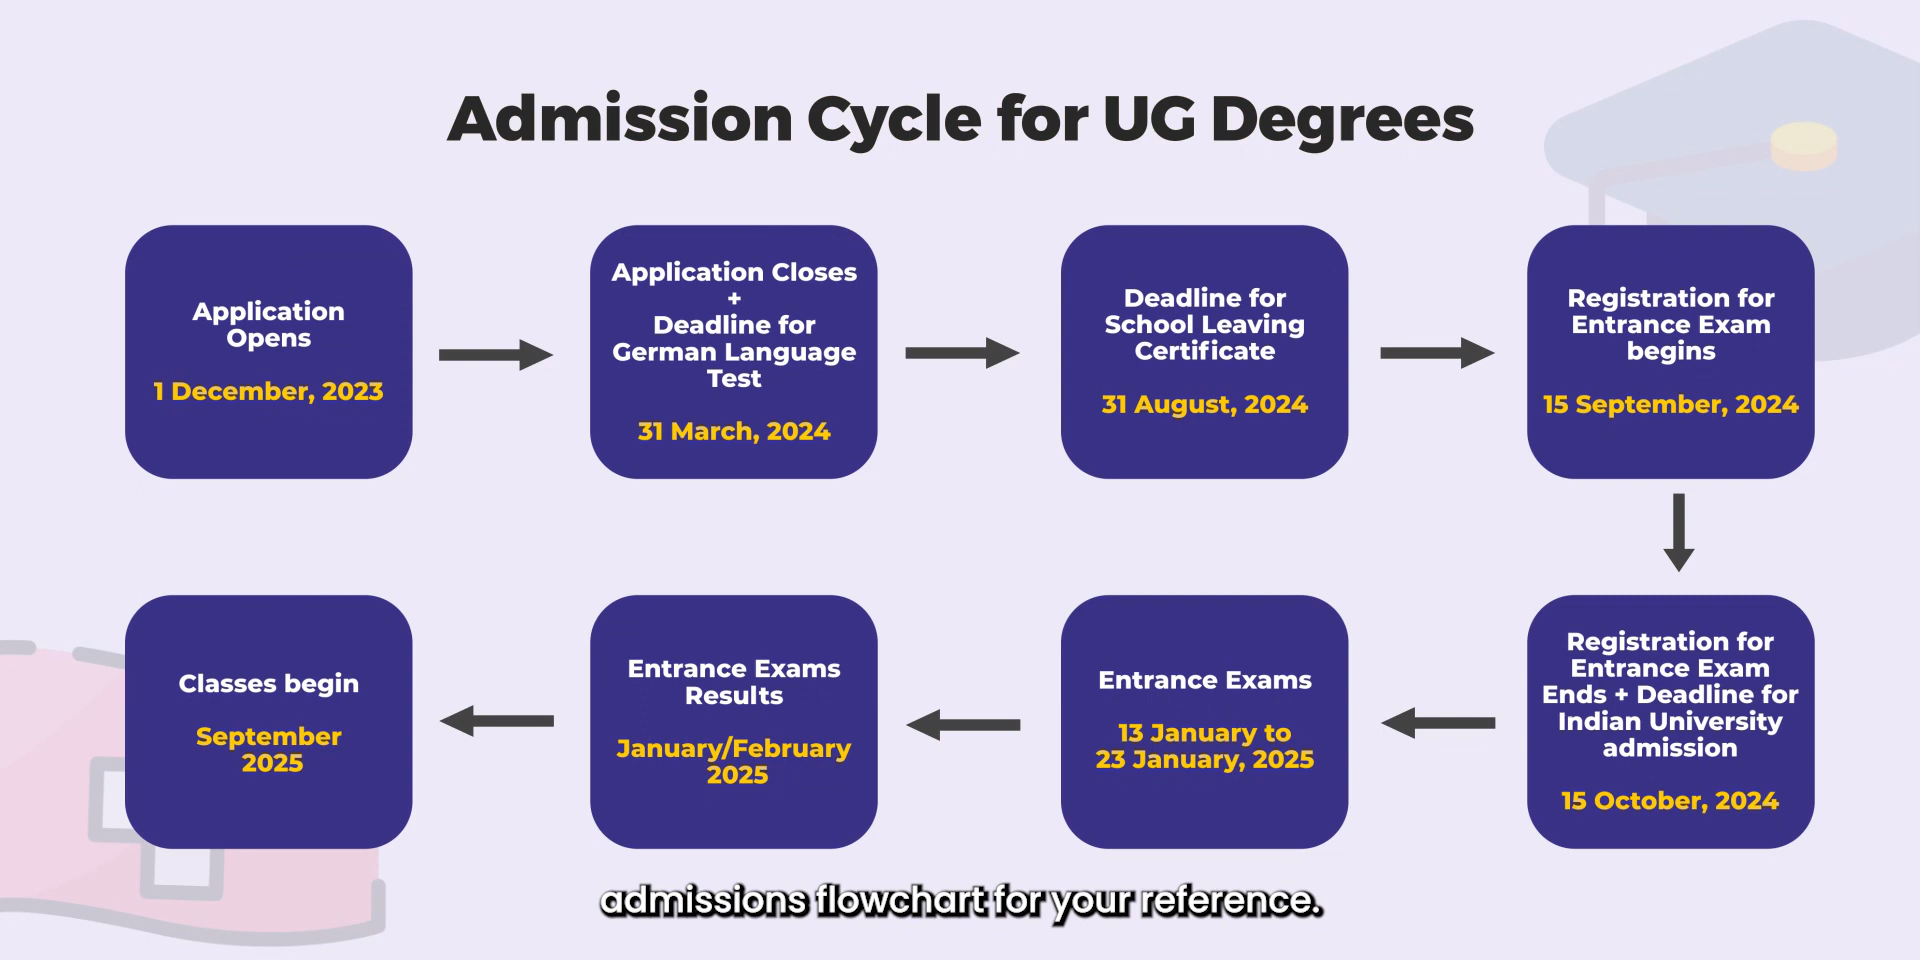 Admission Cycle for UG Degrees
Application
Opens
1 December, 2023
Application Closes
+
Deadline for
German Language
Test
31 March, 2024
Deadline for
School Leaving
Certificate
31 August, 2024
Registration for
Entrance Exam
begins
15 September, 2024
Registration for
Entrance Exam
Ends + Deadline for
Indian University
admission
15 October, 2024
Entrance Exams
13 January to
23 January, 2025
Entrance Exams
Results
January/February
2025
Classes begin
September
2025
admissions flowchart for your reference.